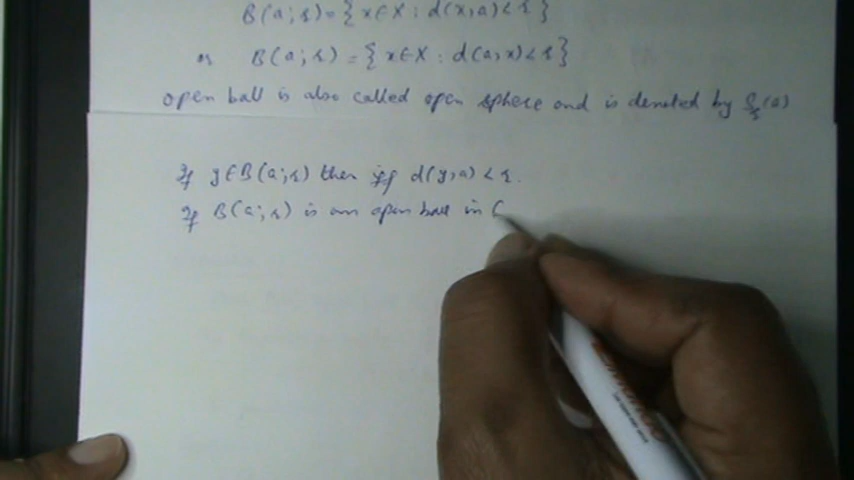 B(a;r) = { x∈X : d(x,a) < r }
or B(a;r) = { x∈X : d(a,x) < r }
open ball is also called open sphere and is denoted by Sr(a)
If y∈B(a;r) then iff d(y,a) < r.
If B(a;r) is an open ball in (